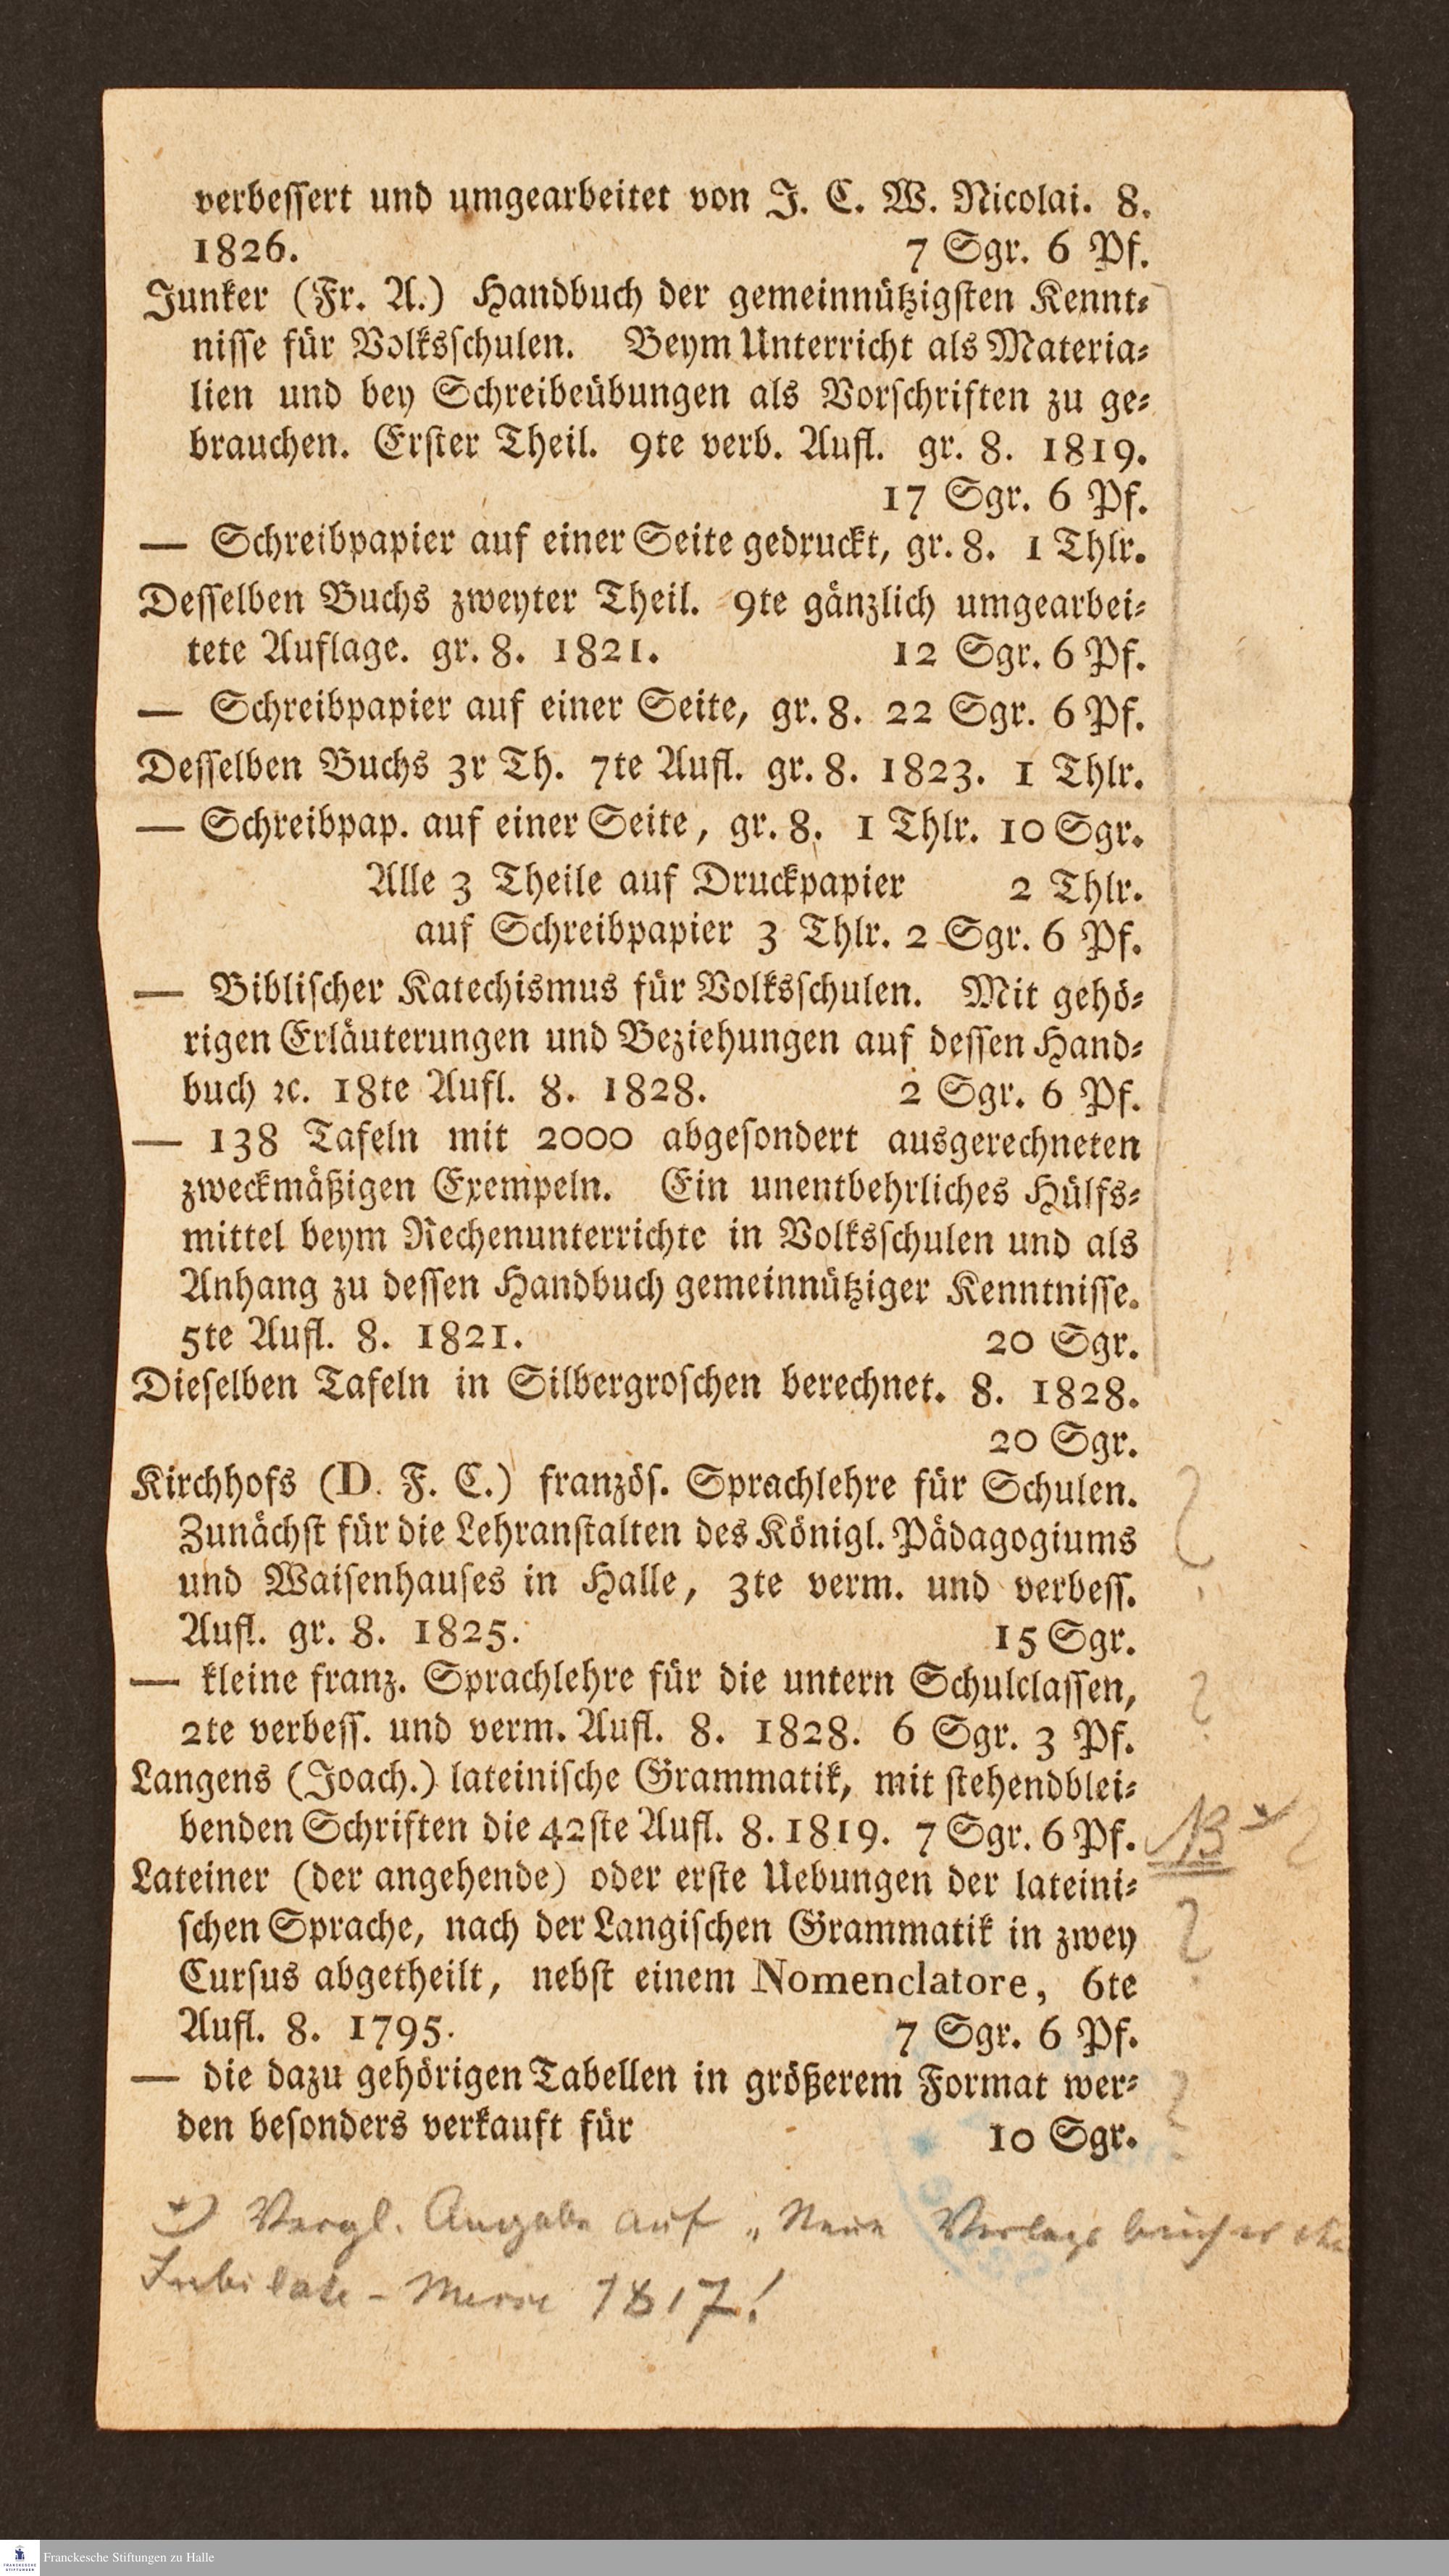 verbessert und umgearbeitet von J. C. W. Nicolai. 8.
1826. 7 Sgr. 6 Pf.
Junker (Fr. A.) Handbuch der gemeinnützigsten Kennt⸗
nisse für Volksschulen. Beym Unterricht als Materia⸗
lien und bey Schreibeübungen als Vorschriften zu ge⸗
brauchen. Erster Theil. 9te verb. Aufl. gr. 8. 1819.
17 Sgr. 6 Pf.
— Schreibpapier auf einer Seite gedruckt, gr. 8. 1 Thlr.
Desselben Buchs zweyter Theil. 9te gänzlich umgearbei⸗
tete Auflage. gr. 8. 1821. 12 Sgr. 6 Pf.
— Schreibpapier auf einer Seite, gr. 8. 22 Sgr. 6 Pf.
Desselben Buchs 3r Th. 7te Aufl. gr. 8. 1823. 1 Thlr.
— Schreibpap. auf einer Seite, gr. 8. 1 Thlr. 10 Sgr.
Alle 3 Theile auf Druckpapier 2 Thlr.
auf Schreibpapier 3 Thlr. 2 Sgr. 6 Pf.
— Biblischer Katechismus für Volksschulen. Mit gehö⸗
rigen Erläuterungen und Beziehungen auf dessen Hand⸗
buch ꝛc. 18te Aufl. 8. 1828. 2 Sgr. 6 Pf.
— 138 Tafeln mit 2000 abgesondert ausgerechneten
zweckmäßigen Exempeln. Ein unentbehrliches Hülfs⸗
mittel beym Rechenunterrichte in Volksschulen und als
Anhang zu dessen Handbuch gemeinnütziger Kenntnisse.
5te Aufl. 8. 1821. 20 Sgr.
Dieselben Tafeln in Silbergroschen berechnet. 8. 1828.
20 Sgr.
Kirchhofs (D. F. C.) französ. Sprachlehre für Schulen.
Zunächst für die Lehranstalten des Königl. Pädagogiums
und Waisenhauses in Halle, 3te verm. und verbess.
Aufl. gr. 8. 1825. 15 Sgr.
— kleine franz. Sprachlehre für die untern Schulclassen,
2te verbess. und verm. Aufl. 8. 1828. 6 Sgr. 3 Pf.
Langens (Joach.) lateinische Grammatik, mit stehendblei⸗
benden Schriften die 42ste Aufl. 8. 1819. 7 Sgr. 6 Pf. NB *
Lateiner (der angehende) oder erste Uebungen der lateini⸗
schen Sprache, nach der Langischen Grammatik in zwey
Cursus abgetheilt, nebst einem Nomenclatore, 6te
Aufl. 8. 1795. 7 Sgr. 6 Pf.
— die dazu gehörigen Tabellen in größerem Format wer⸗
den besonders verkauft für 10 Sgr.
*) Vergl. Angabe auf „Neue Verlagsbücher
Jubilate-Messe 1817!
Franckesche Stiftungen zu Halle